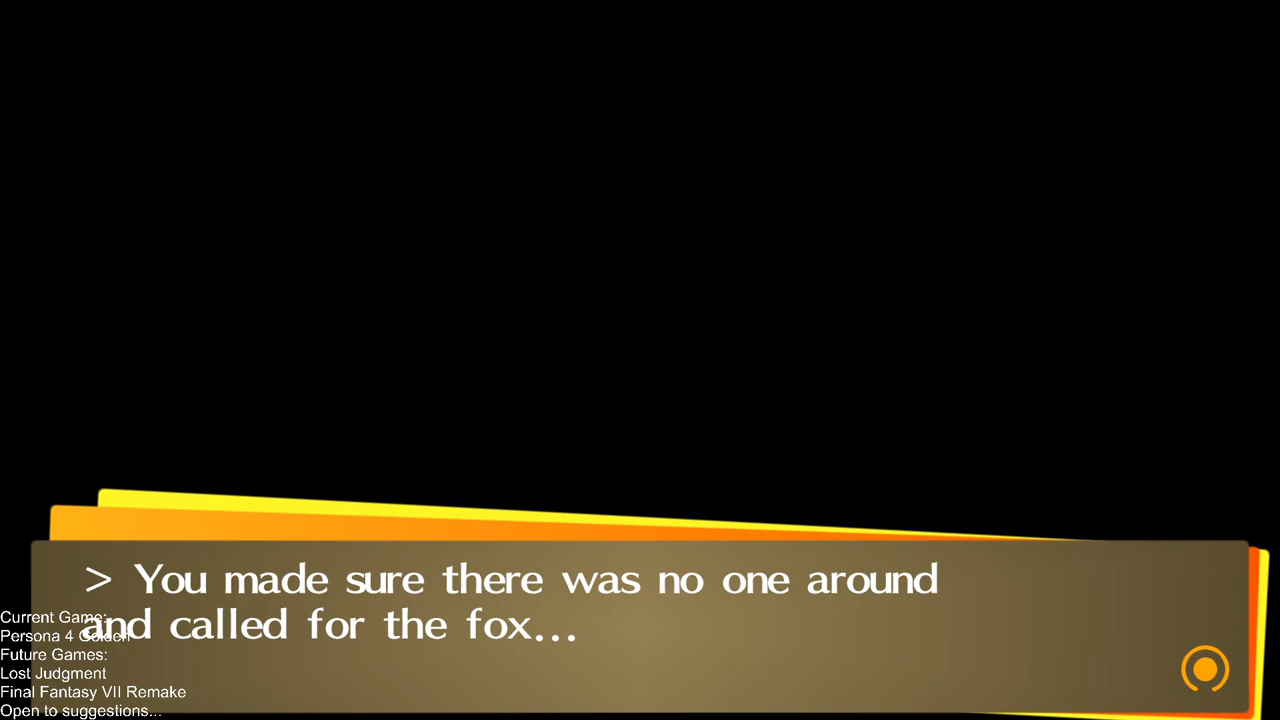 > You made sure there was no one around
and called for the fox...
Current Game:
Persona 4 Golden
Future Games:
Lost Judgment
Final Fantasy VII Remake
Open to suggestions...